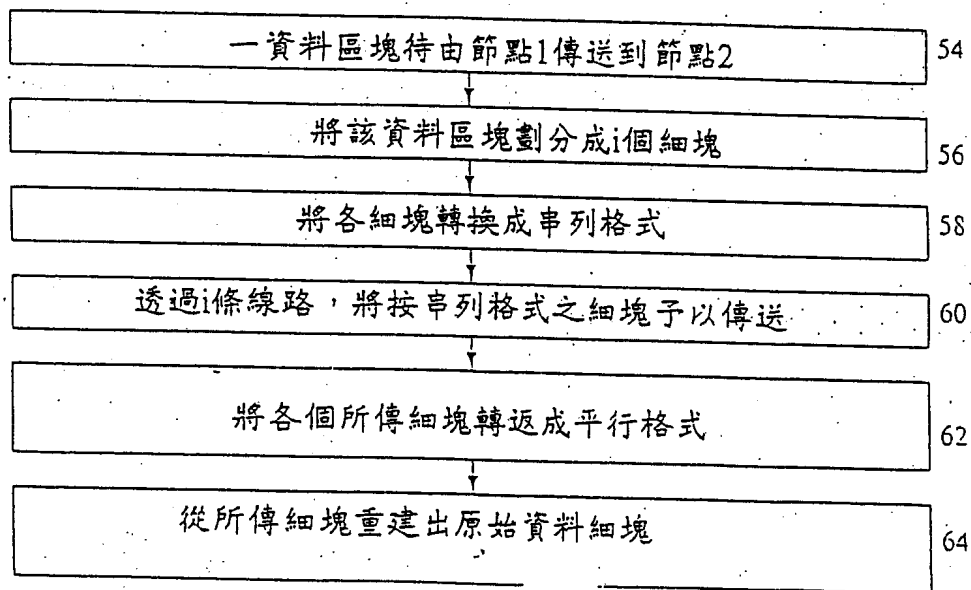 一資料區塊待由節點1傳送到節點2
54
將該資料區塊劃分成i個細塊
56
將各細塊轉換成串列格式
58
透過i條線路，將按串列格式之細塊予以傳送
60
將各個所傳細塊轉返成平行格式
62
從所傳細塊重建出原始資料細塊
64